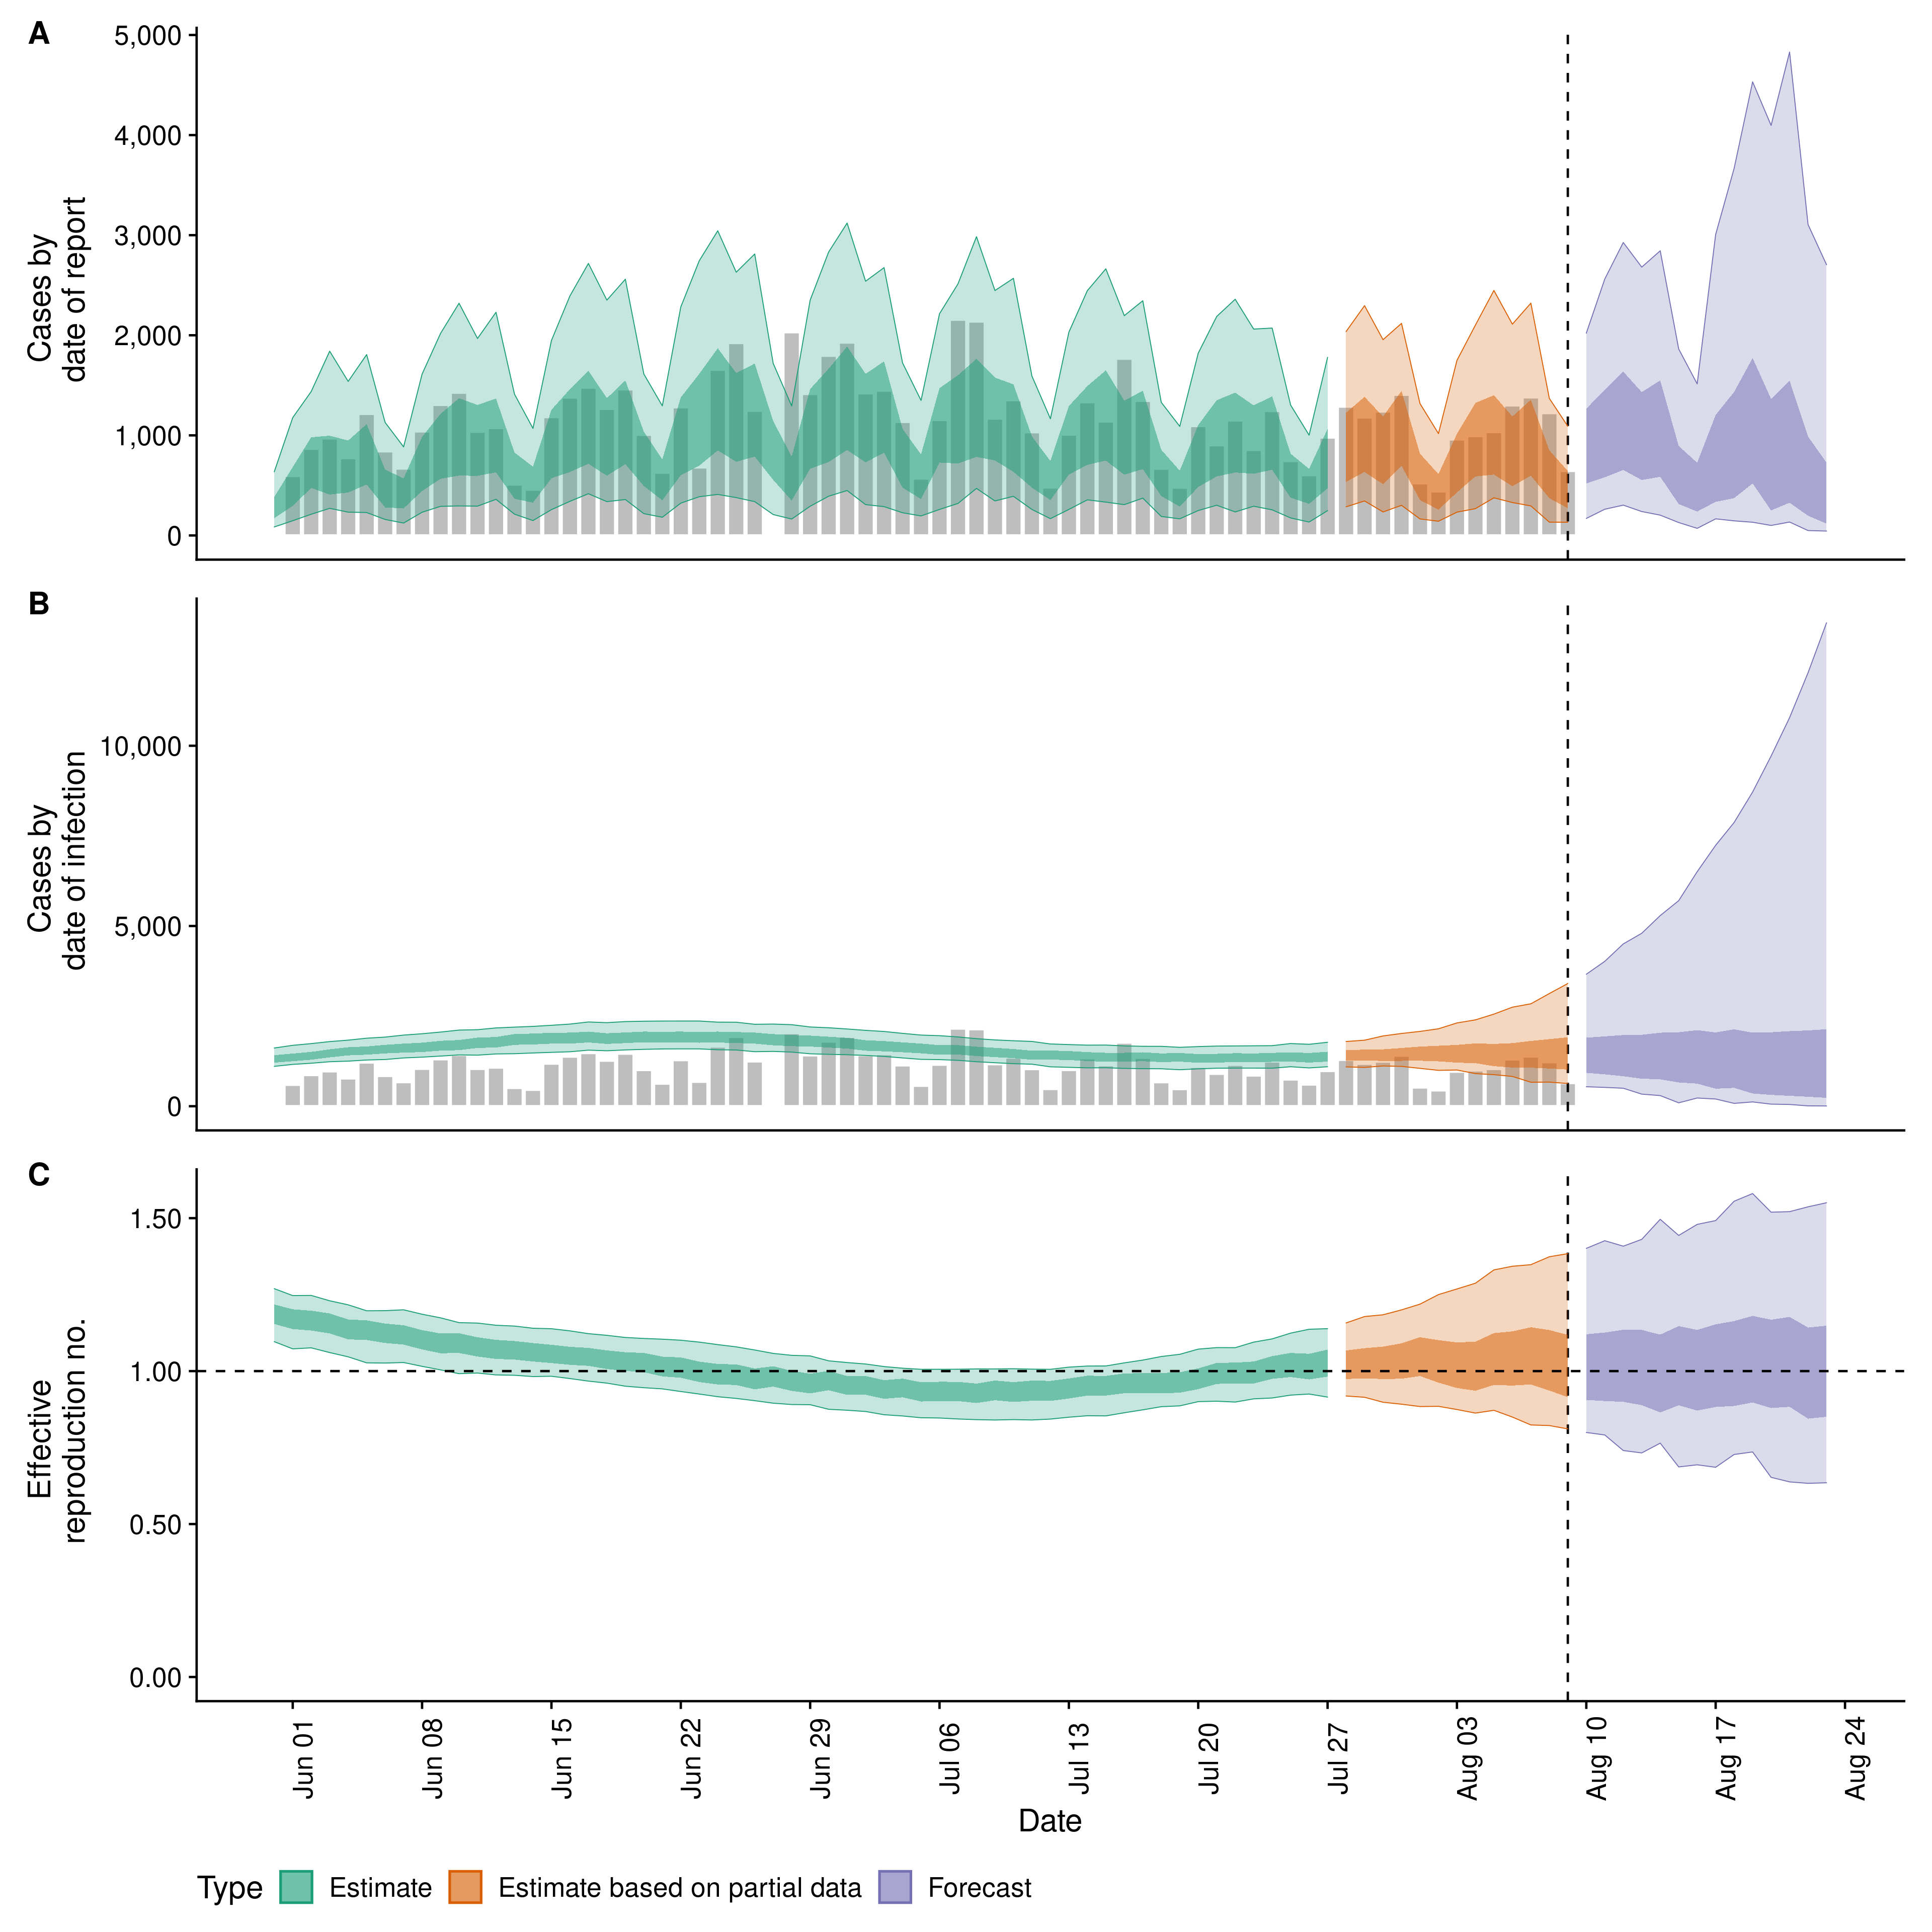 A
5,000
4,000
3,000
2,000
1,000
0
Cases by
date of report
B
10,000
5,000
0
Cases by
date of infection
C
1.50
1.00
0.50
0.00
Effective
reproduction no.
Jun 01
Jun 08
Jun 15
Jun 22
Jun 29
Jul 06
Jul 13
Jul 20
Jul 27
Aug 03
Aug 10
Aug 17
Aug 24
Date
Type Estimate Estimate based on partial data Forecast